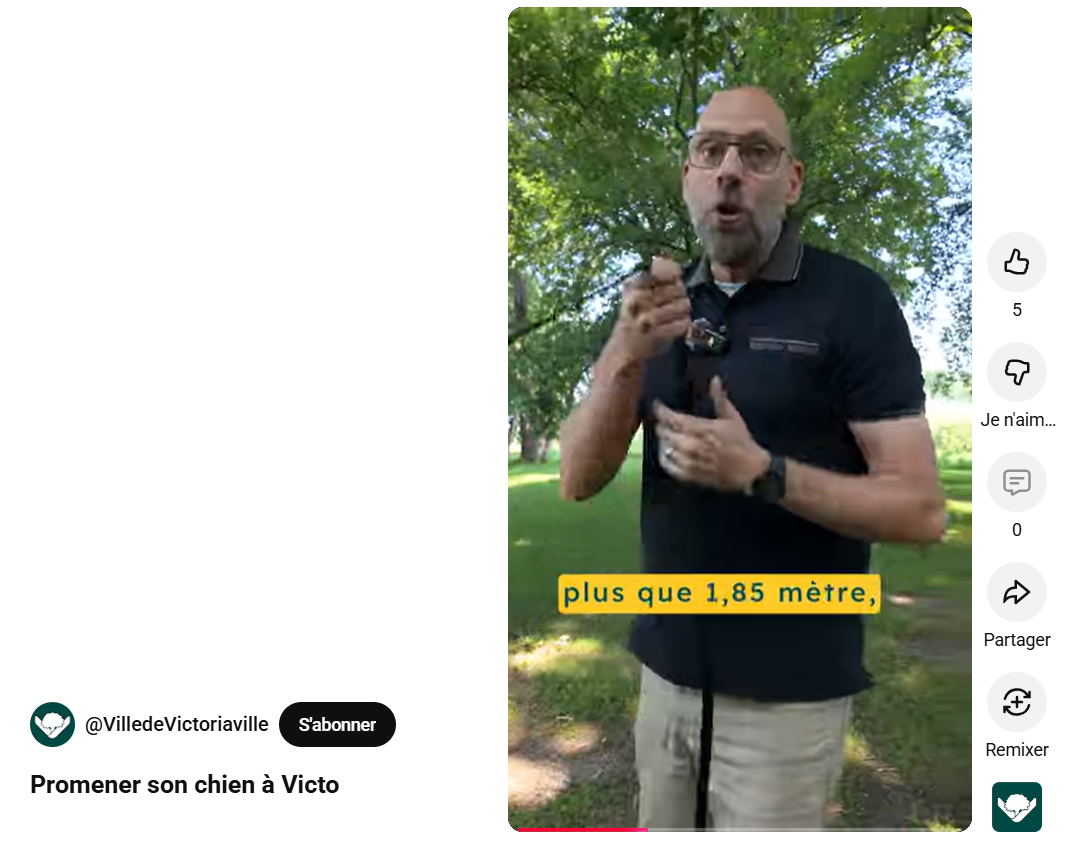 plus que 1,85 mètre,
5
Je n'aim...
0
Partager
Remixer
@VilledeVictoriaville
S'abonner
Promener son chien à Victo